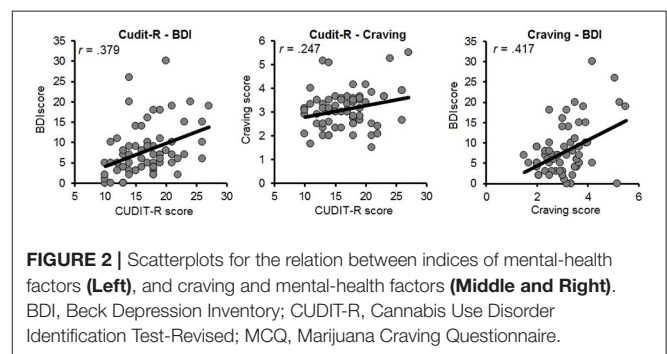 Cudit-R - BDI
r = .379
BDIscore
35
30
25
20
15
10
5
0
5 10 15 20 25 30
CUDIT-R score
Cudit-R - Craving
r = .247
Craving score
6
5
4
3
2
1
0
5 10 15 20 25 30
CUDIT-R score
Craving - BDI
r = .417
BDIscore
35
30
25
20
15
10
5
0
0 2 4 6
Craving score
FIGURE 2 | Scatterplots for the relation between indices of mental-health
factors (Left), and craving and mental-health factors (Middle and Right).
BDI, Beck Depression Inventory; CUDIT-R, Cannabis Use Disorder
Identification Test-Revised; MCQ, Marijuana Craving Questionnaire.